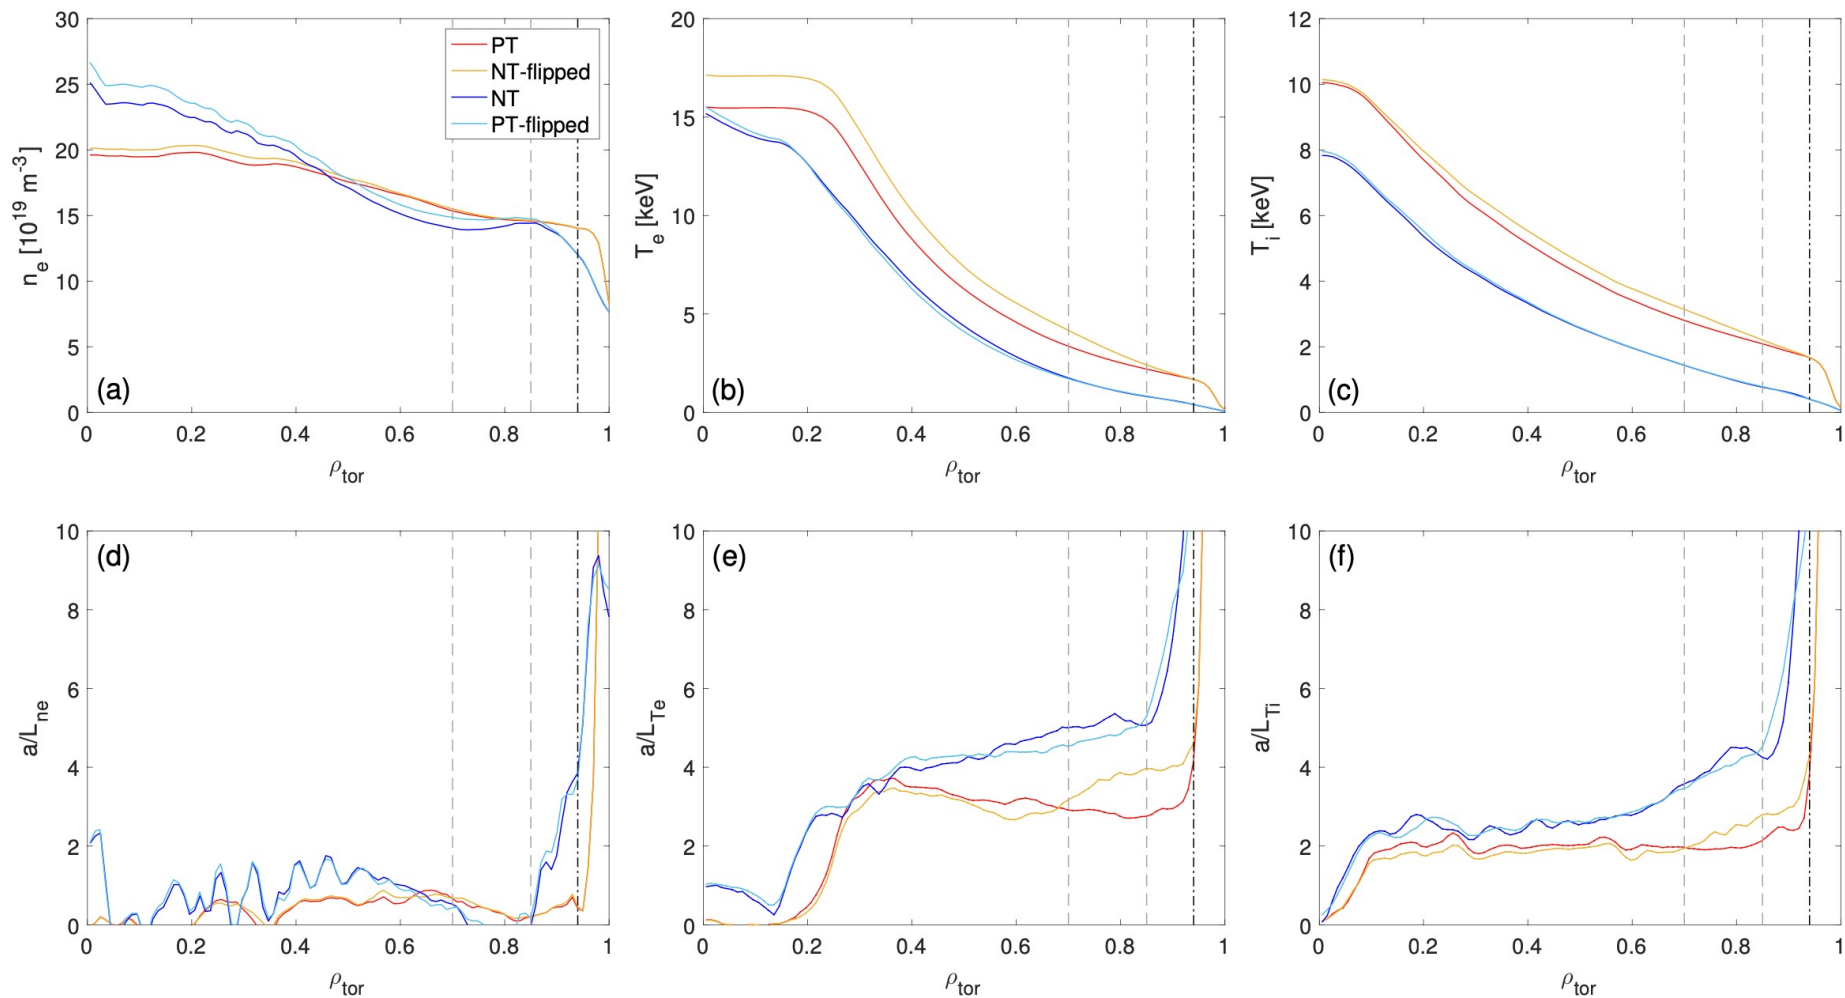 30
25
20
15
10
5
0
n_e [10^19 m^-3]
PT
NT-flipped
NT
PT-flipped
(a)
0 0.2 0.4 0.6 0.8 1
ρ_tor
20
15
10
5
0
T_e [keV]
(b)
0 0.2 0.4 0.6 0.8 1
ρ_tor
12
10
8
6
4
2
0
T_i [keV]
(c)
0 0.2 0.4 0.6 0.8 1
ρ_tor
10
8
6
4
2
0
a/L_ne
(d)
0 0.2 0.4 0.6 0.8 1
ρ_tor
10
8
6
4
2
0
a/L_Te
(e)
0 0.2 0.4 0.6 0.8 1
ρ_tor
10
8
6
4
2
0
a/L_Ti
(f)
0 0.2 0.4 0.6 0.8 1
ρ_tor